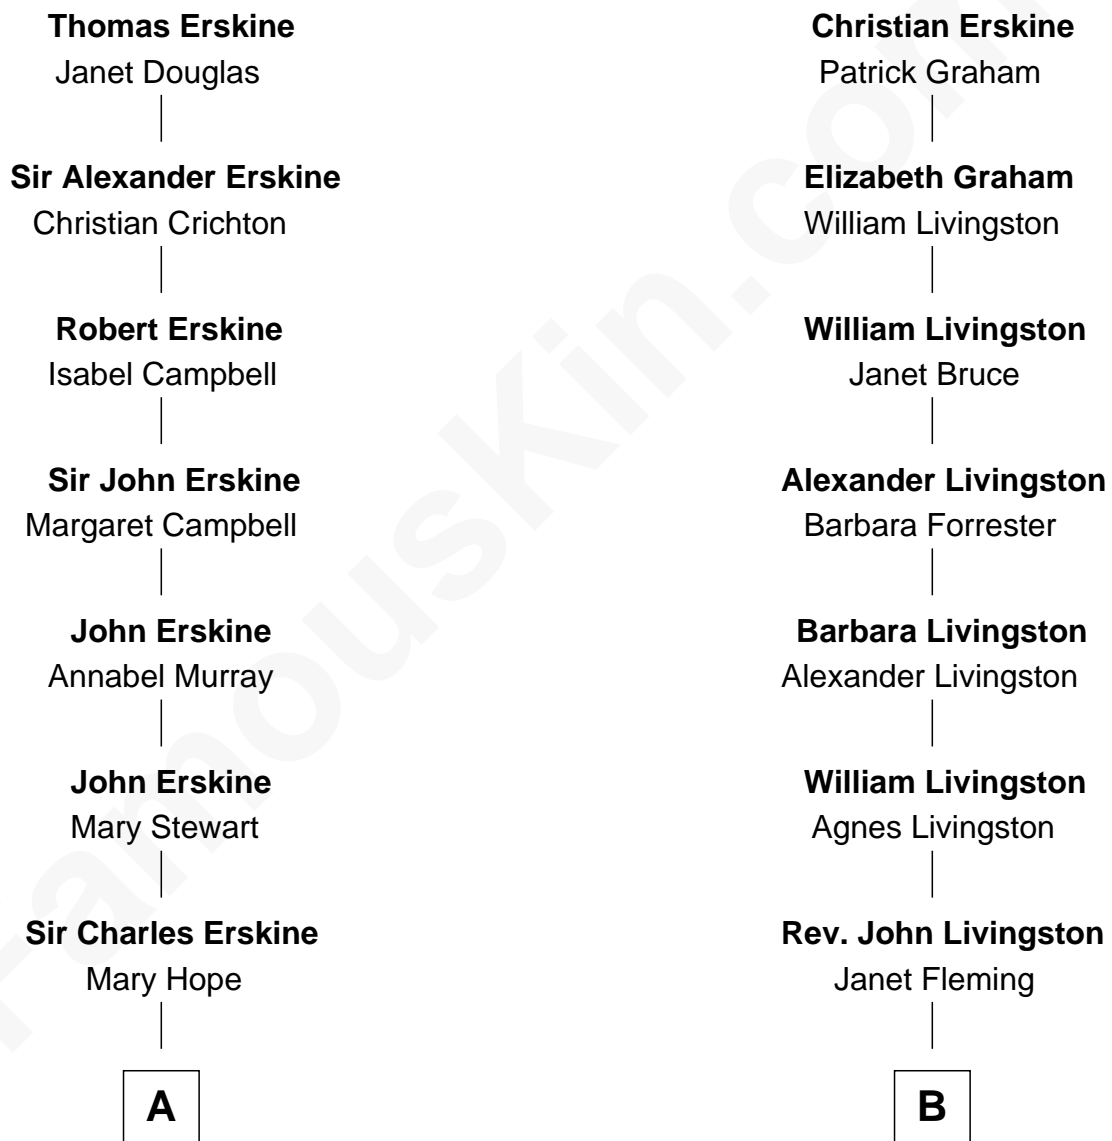 Thomas Erskine
Janet Douglas
Sir Alexander Erskine
Christian Crichton
Robert Erskine
Isabel Campbell
Sir John Erskine
Margaret Campbell
John Erskine
Annabel Murray
John Erskine
Mary Stewart
Sir Charles Erskine
Mary Hope
A
Christian Erskine
Patrick Graham
Elizabeth Graham
William Livingston
William Livingston
Janet Bruce
Alexander Livingston
Barbara Forrester
Barbara Livingston
Alexander Livingston
William Livingston
Agnes Livingston
Rev. John Livingston
Janet Fleming
B
FamousKin.com